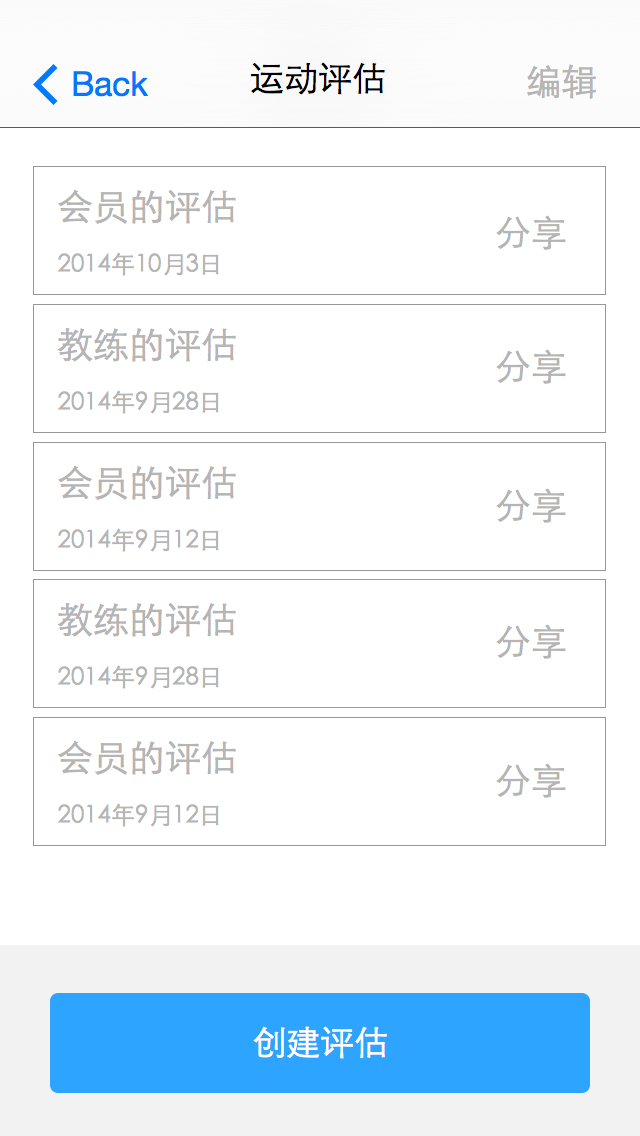 Back 运动评估 编辑
会员的评估
分享
2014年10月3日
教练的评估
分享
2014年9月28日
会员的评估
分享
2014年9月12日
教练的评估
分享
2014年9月28日
会员的评估
分享
2014年9月12日
创建评估